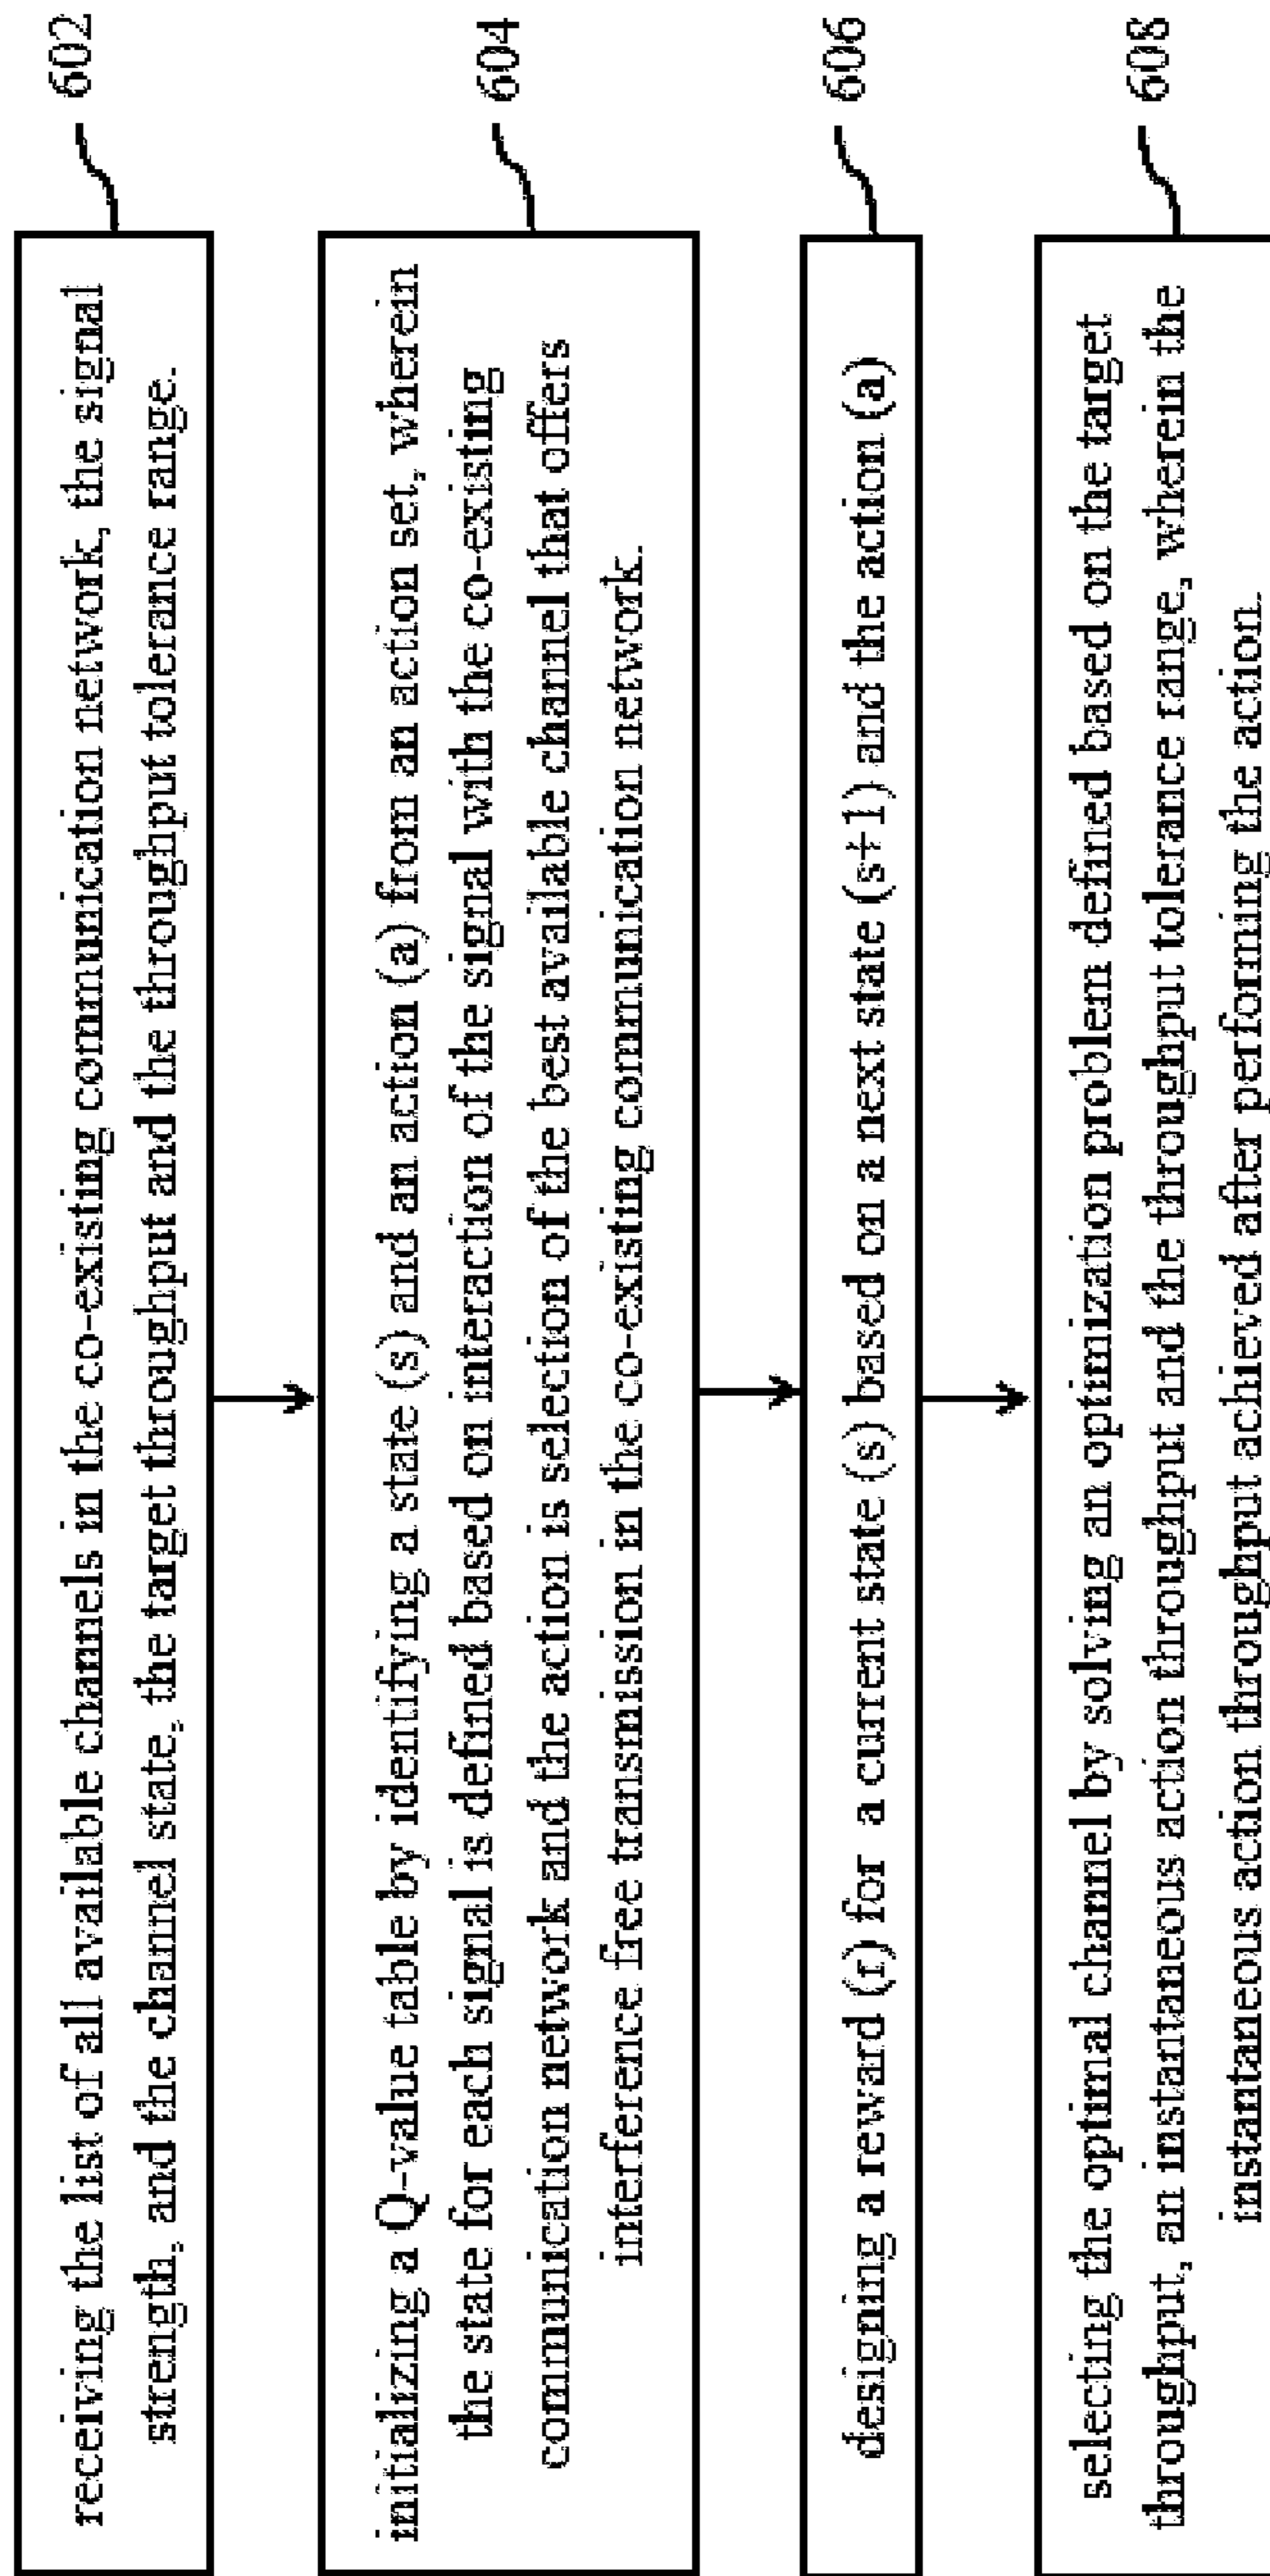 602
receiving the list of all available channels in the co-existing communication network, the signal
strength, and the channel state, the target throughput and the throughput tolerance range.
604
initializing a Q-value table by identifying a state (s) and an action (a) from an action set, wherein
the state for each signal is defined based on interaction of the signal with the co-existing
communication network and the action is selection of the best available channel that offers
interference free transmission in the co-existing communication network.
606
designing a reward (r) for a current state (s) based on a next state (s+1) and the action (a)
608
selecting the optimal channel by solving an optimization problem defined based on the target
throughput, an instantaneous action throughput and the throughput tolerance range, wherein the
instantaneous action throughput achieved after performing the action.